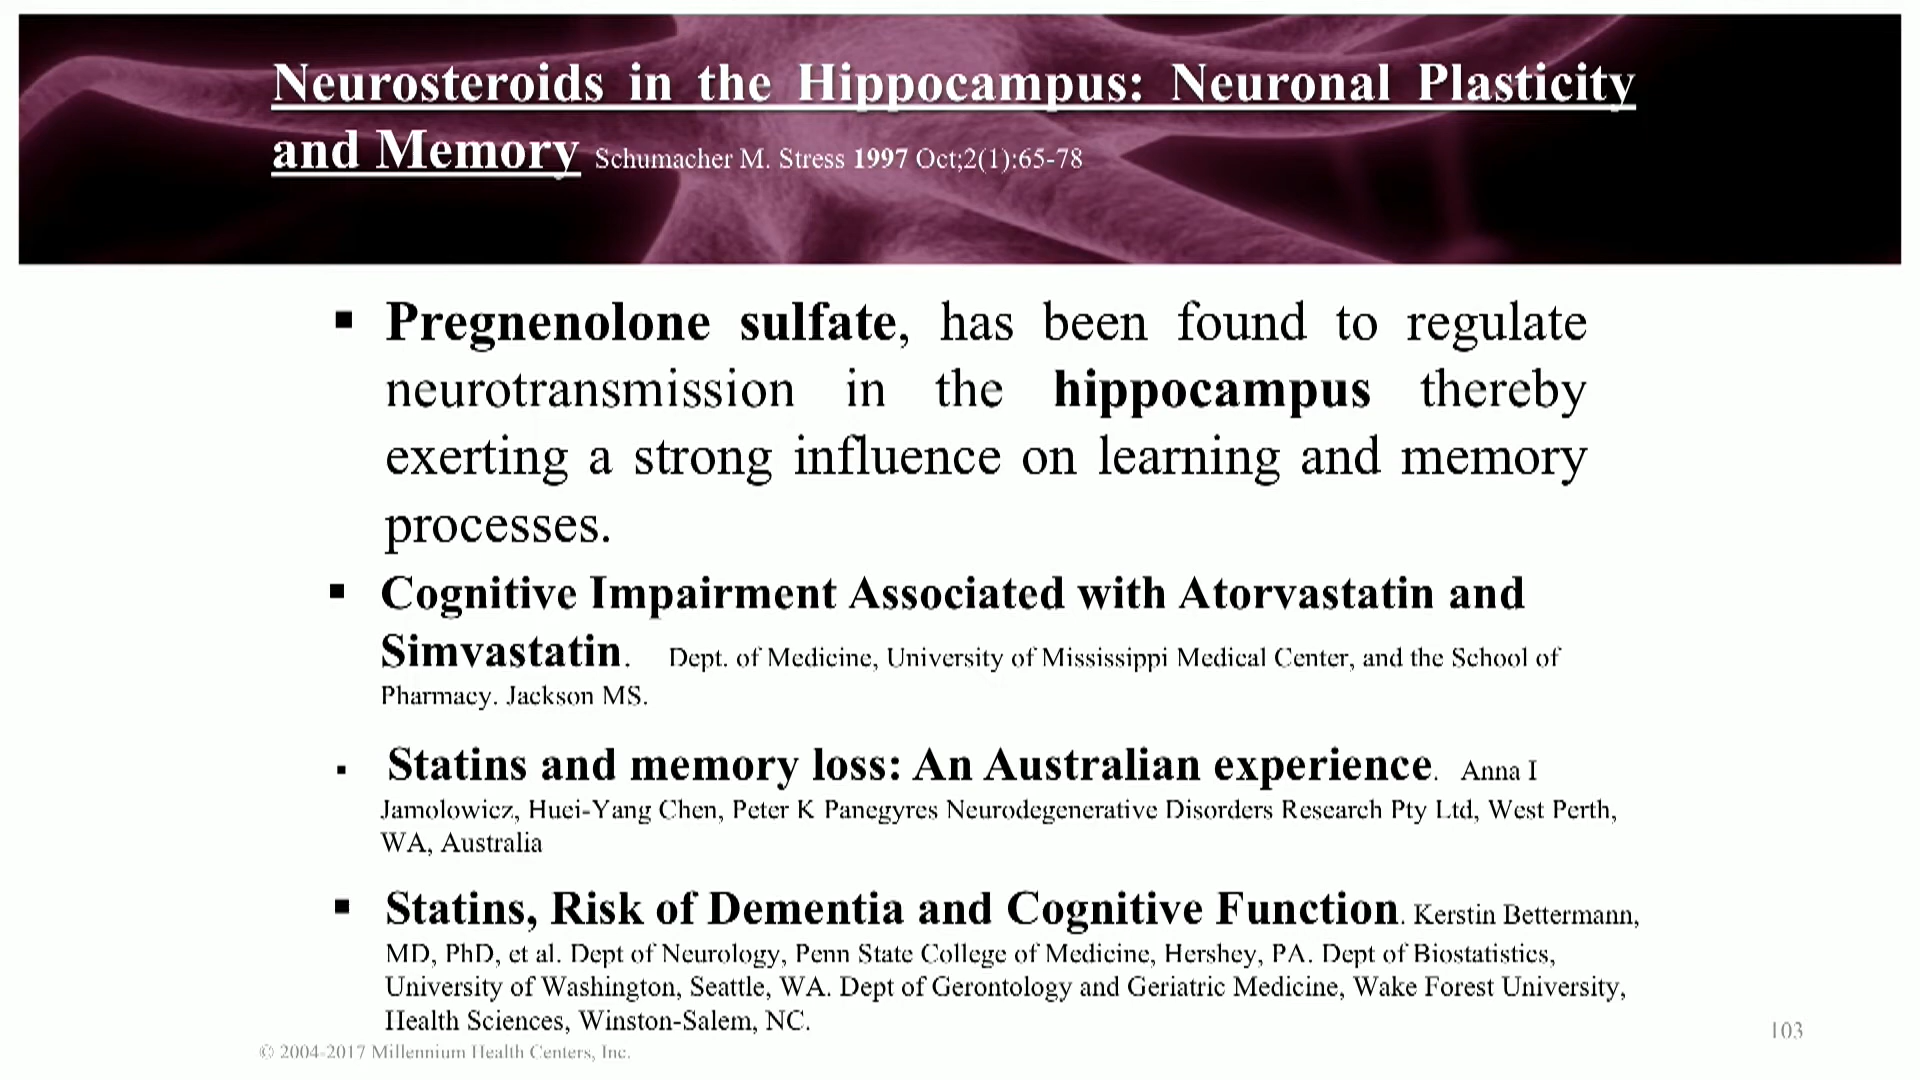 Neurosteroids in the Hippocampus: Neuronal Plasticity
and Memory Schumacher M. Stress 1997 Oct;2(1):65-78
▪ Pregnenolone sulfate, has been found to regulate
neurotransmission in the hippocampus thereby
exerting a strong influence on learning and memory
processes.
▪ Cognitive Impairment Associated with Atorvastatin and
Simvastatin. Dept. of Medicine, University of Mississippi Medical Center, and the School of
Pharmacy. Jackson MS.
▪ Statins and memory loss: An Australian experience. Anna I
Jamolowicz, Huei-Yang Chen, Peter K Panegyres Neurodegenerative Disorders Research Pty Ltd, West Perth,
WA, Australia
▪ Statins, Risk of Dementia and Cognitive Function. Kerstin Bettermann,
MD, PhD, et al. Dept of Neurology, Penn State College of Medicine, Hershey, PA. Dept of Biostatistics,
University of Washington, Seattle, WA. Dept of Gerontology and Geriatric Medicine, Wake Forest University,
Health Sciences, Winston-Salem, NC.
103
© 2004-2017 Millennium Health Centers, Inc.